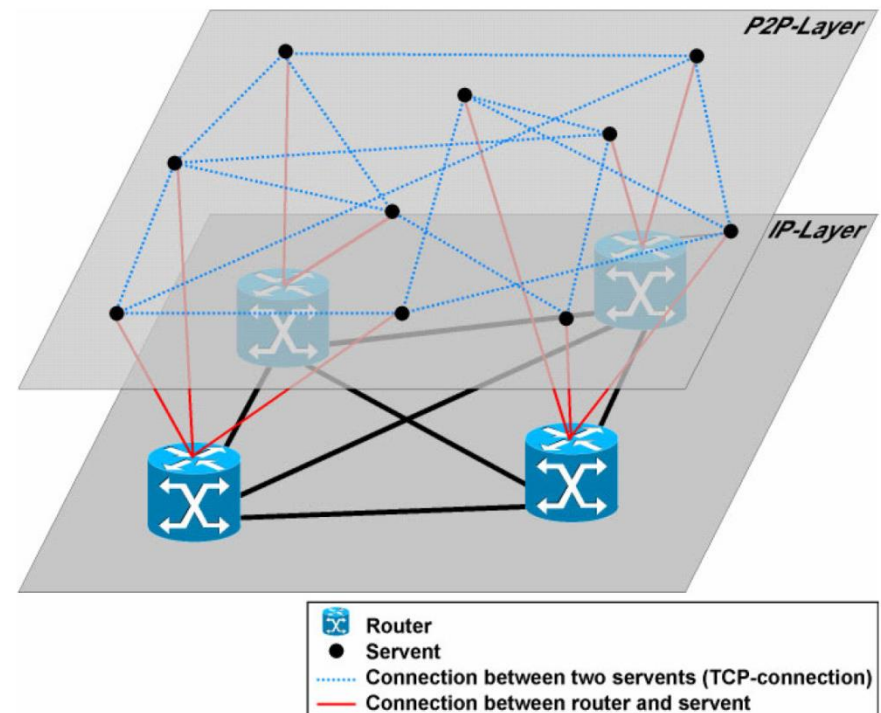 P2P-Layer
IP-Layer
Router
Servent
Connection between two servents (TCP-connection)
Connection between router and servent